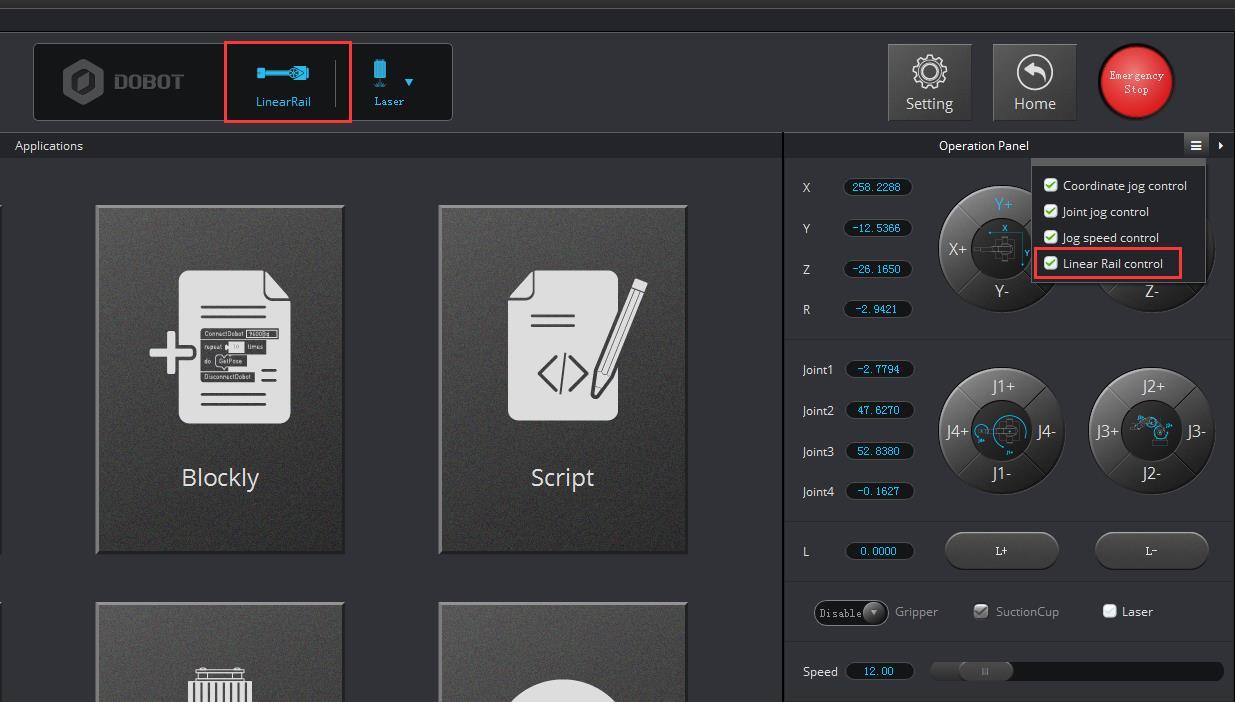 DOBOT
LinearRail
Laser
Setting
Home
Emergency
Stop
Applications
Operation Panel
Coordinate jog control
Joint jog control
Jog speed control
Linear Rail control
X 258.2288
Y -12.5366
Z -26.1650
R -2.9421
Y+
X+
X
Y
Y-
Z-
ConnectDobot
repeat 10 times
do GetPose
DisconnectDobot
</>
Blockly
Script
Joint1 -2.7794
Joint2 47.6270
Joint3 52.8380
Joint4 -0.1627
J1+
J4+
J4-
J1-
J2+
J3+
J3-
J2-
L 0.0000
L+
L-
Disable
Gripper
SuctionCup
Laser
Speed 12.00